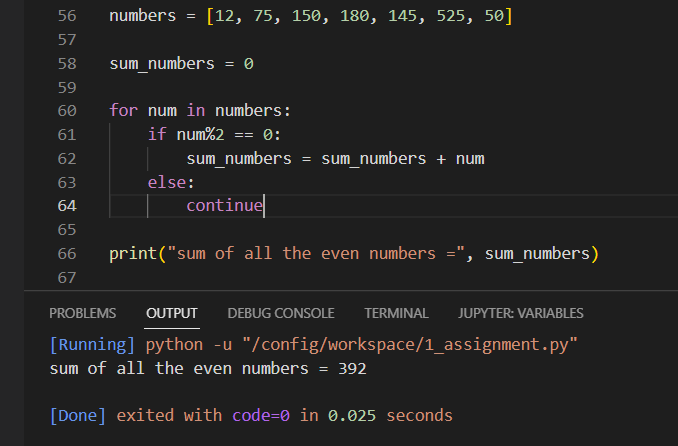 56 numbers = [12, 75, 150, 180, 145, 525, 50]
57
58 sum_numbers = 0
59
60 for num in numbers:
61     if num%2 == 0:
62         sum_numbers = sum_numbers + num
63     else:
64         continue
65
66 print("sum of all the even numbers =", sum_numbers)
67
PROBLEMS OUTPUT DEBUG CONSOLE TERMINAL JUPYTER: VARIABLES
[Running] python -u "/config/workspace/1_assignment.py"
sum of all the even numbers = 392
[Done] exited with code=0 in 0.025 seconds